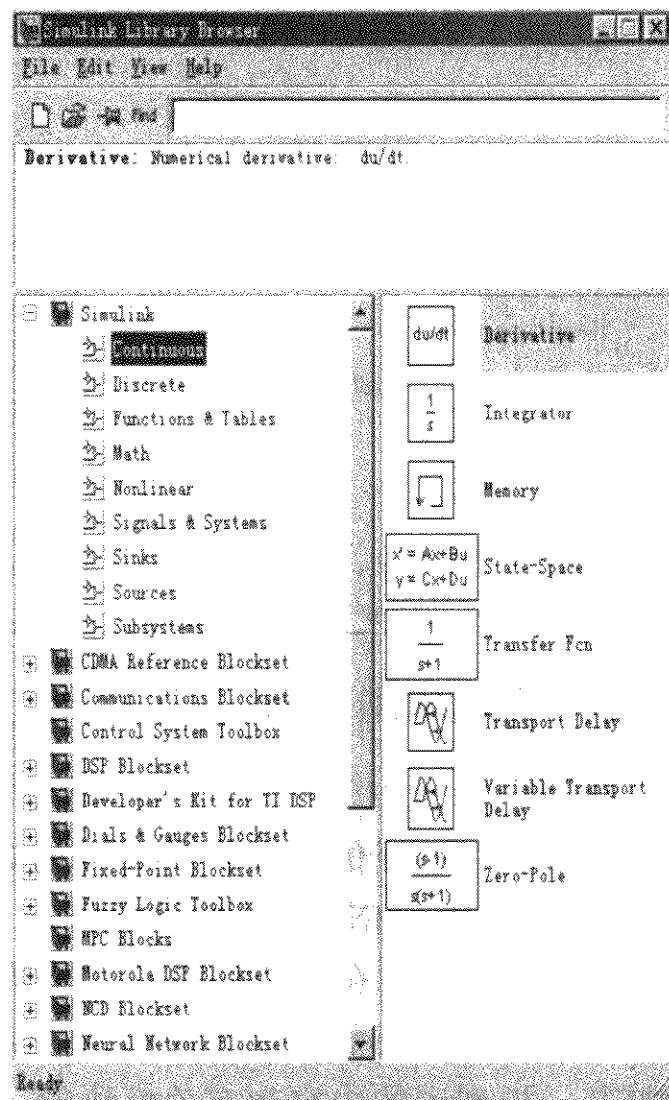 Simulink Library Browser
File Edit View Help
Find
Derivative: Numerical derivative: du/dt.
Simulink
Continuous
Discrete
Functions & Tables
Math
Nonlinear
Signals & Systems
Sinks
Sources
Subsystems
CDMA Reference Blockset
Communications Blockset
Control System Toolbox
DSP Blockset
Developer's Kit for TI DSP
Dials & Gauges Blockset
Fixed-Point Blockset
Fuzzy Logic Toolbox
MPC Blocks
Motorola DSP Blockset
NCD Blockset
Neural Network Blockset
du/dt Derivative
1
s
Integrator
Memory
x' = Ax+Bu
y = Cx+Du
State-Space
1
s+1
Transfer Fcn
Transport Delay
Variable Transport
Delay
(s-1)
s(s+1)
Zero-Pole
Ready